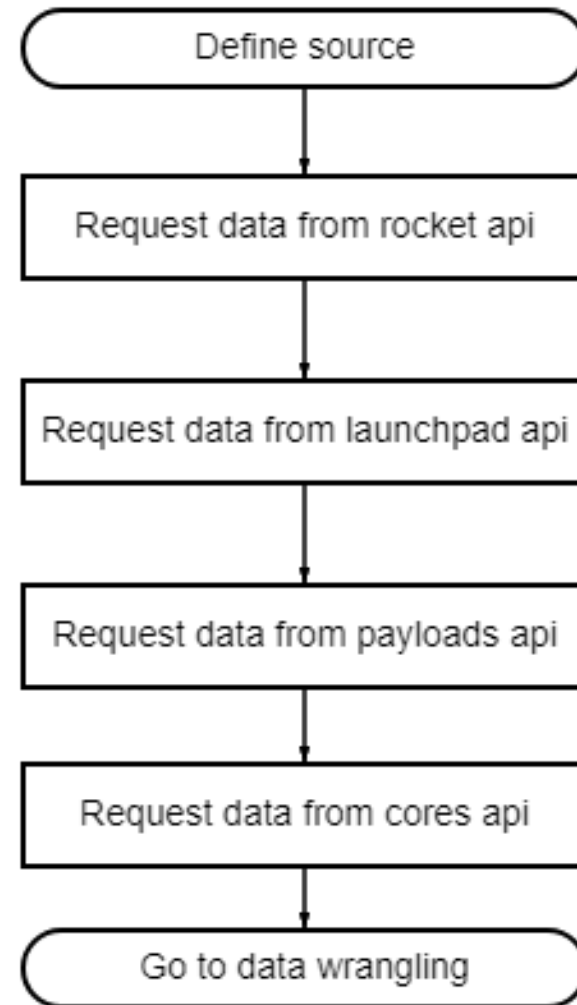 Define source
Request data from rocket api
Request data from launchpad api
Request data from payloads api
Request data from cores api
Go to data wrangling